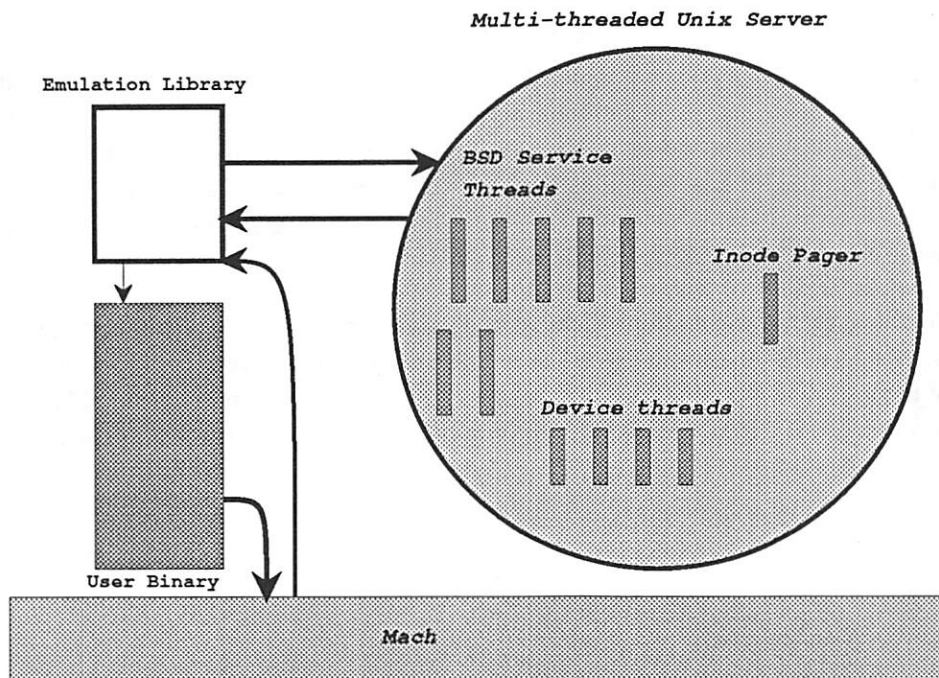 Multi-threaded Unix Server
Emulation Library
BSD Service
Threads
Inode Pager
Device threads
User Binary
Mach